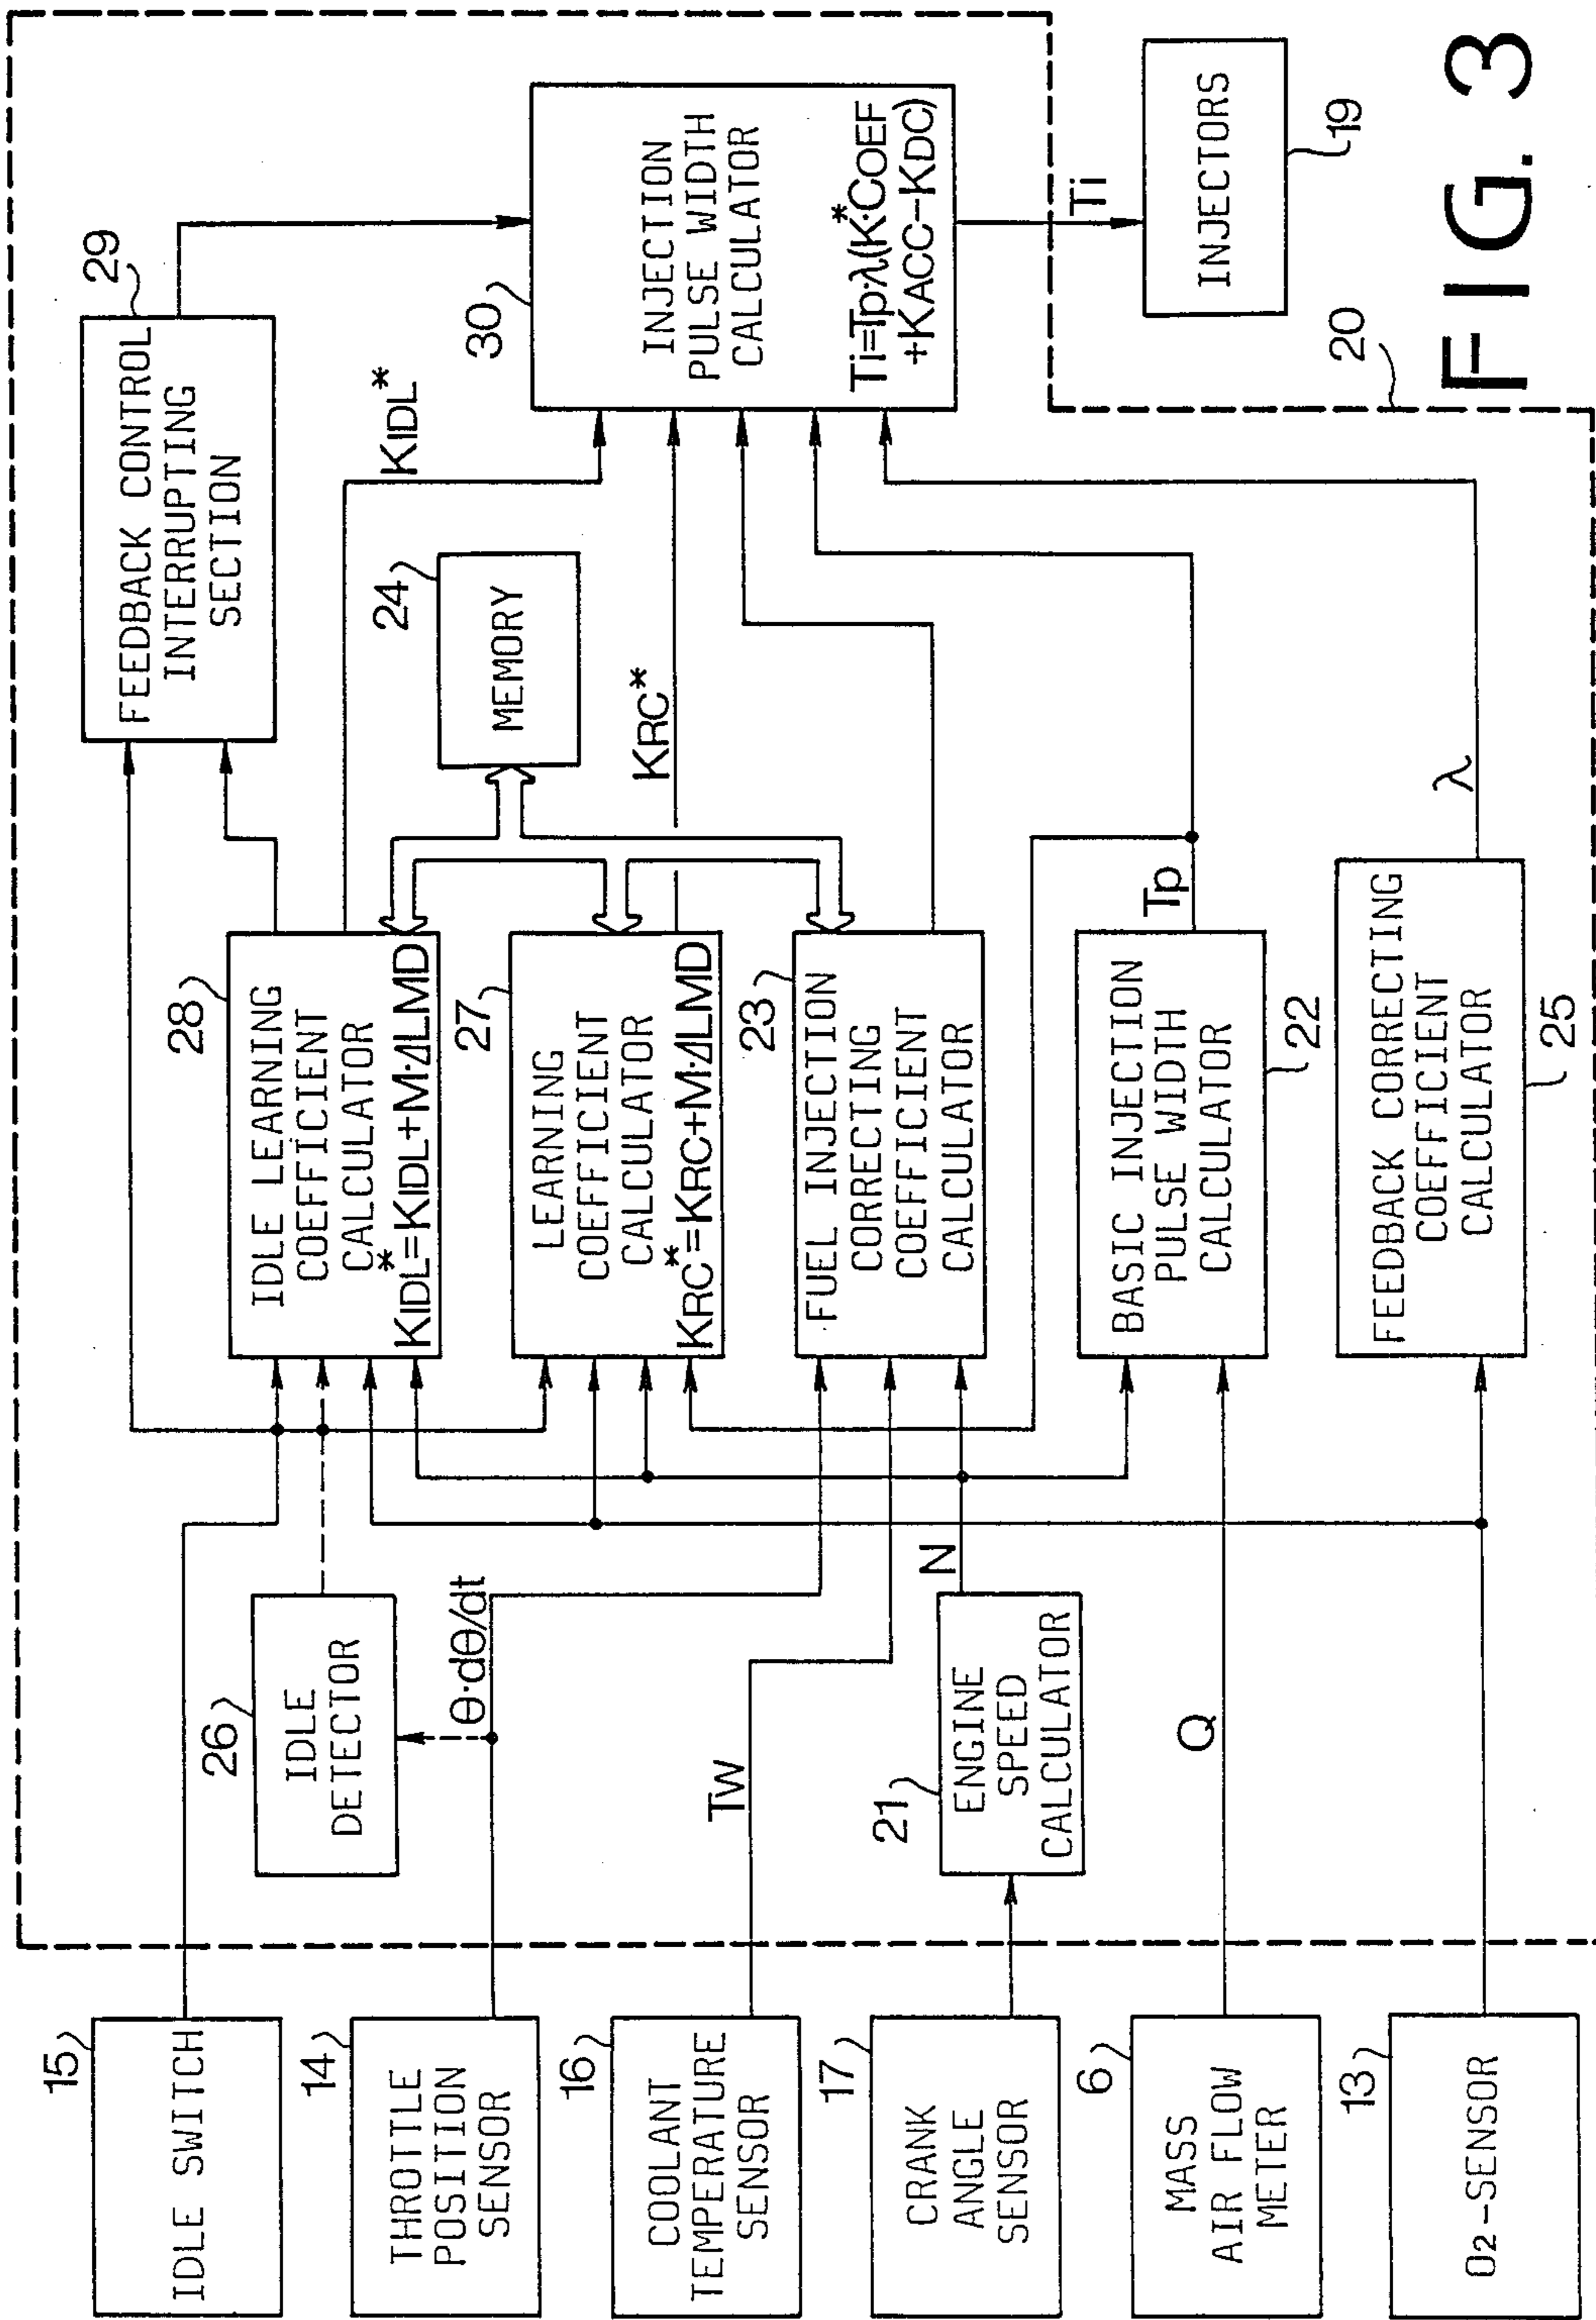 15
IDLE SWITCH
14
THROTTLE
POSITION
SENSOR
16
COOLANT
TEMPERATURE
SENSOR
17
CRANK
ANGLE
SENSOR
6
MASS
AIR FLOW
METER
13
O2-SENSOR
26
IDLE
DETECTOR
θ·dθ/dt
Tw
21
ENGINE
SPEED
CALCULATOR
N
Q
28
IDLE LEARNING
COEFFICIENT
CALCULATOR
KIDL*=KIDL+M·ΔLMD
27
LEARNING
COEFFICIENT
CALCULATOR
KRC*=KRC+M·ΔLMD
23
FUEL INJECTION
CORRECTING
COEFFICIENT
CALCULATOR
BASIC INJECTION
PULSE WIDTH
CALCULATOR
22
Tp
FEEDBACK CORRECTING
COEFFICIENT
CALCULATOR
25
λ
29
FEEDBACK CONTROL
INTERRUPTING
SECTION
KIDL*
24
MEMORY
KRC*
30
INJECTION
PULSE WIDTH
CALCULATOR
Ti=Tp·λ(K*·COEF
+KACC-KDC)
Ti
INJECTORS
19
20
FIG. 3